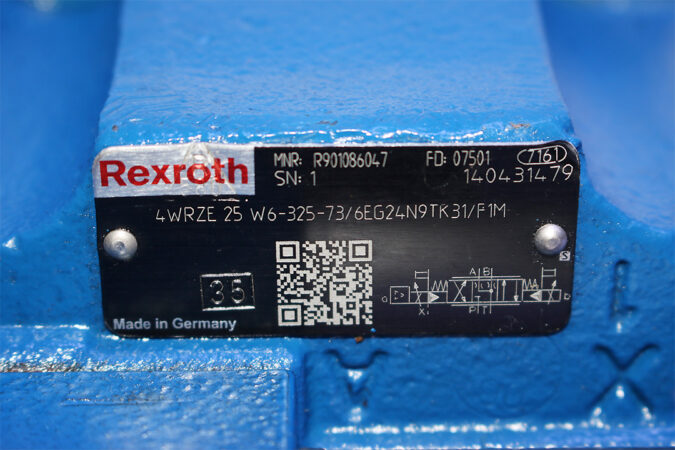 Rexroth
MNR: R901086047 FD: 07501 7161
SN: 1 140431479
4WRZE 25 W6-325-73/6EG24N9TK31/F1M
35
S
A B
X P T
Made in Germany
L
A X